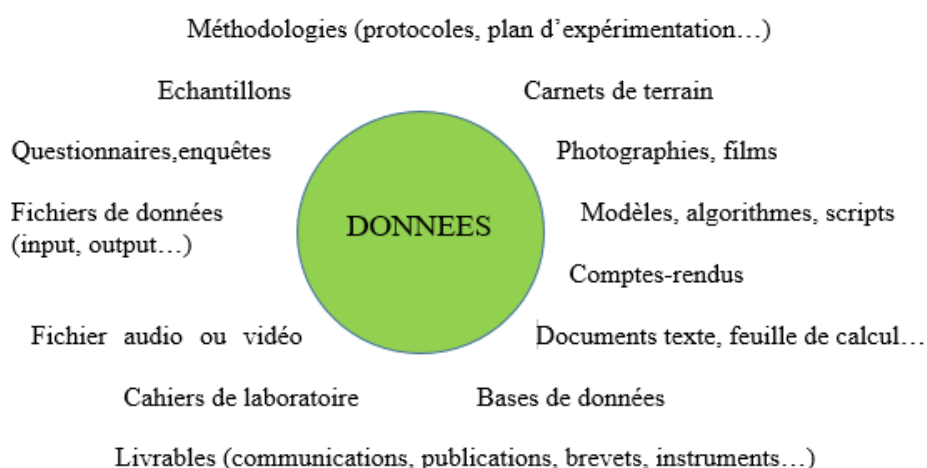 Méthodologies (protocoles, plan d’expérimentation…)
Echantillons
Carnets de terrain
Questionnaires,enquêtes
Photographies, films
Fichiers de données
(input, output…)
DONNEES
Modèles, algorithmes, scripts
Comptes-rendus
Fichier audio ou vidéo
Documents texte, feuille de calcul…
Cahiers de laboratoire
Bases de données
Livrables (communications, publications, brevets, instruments…)